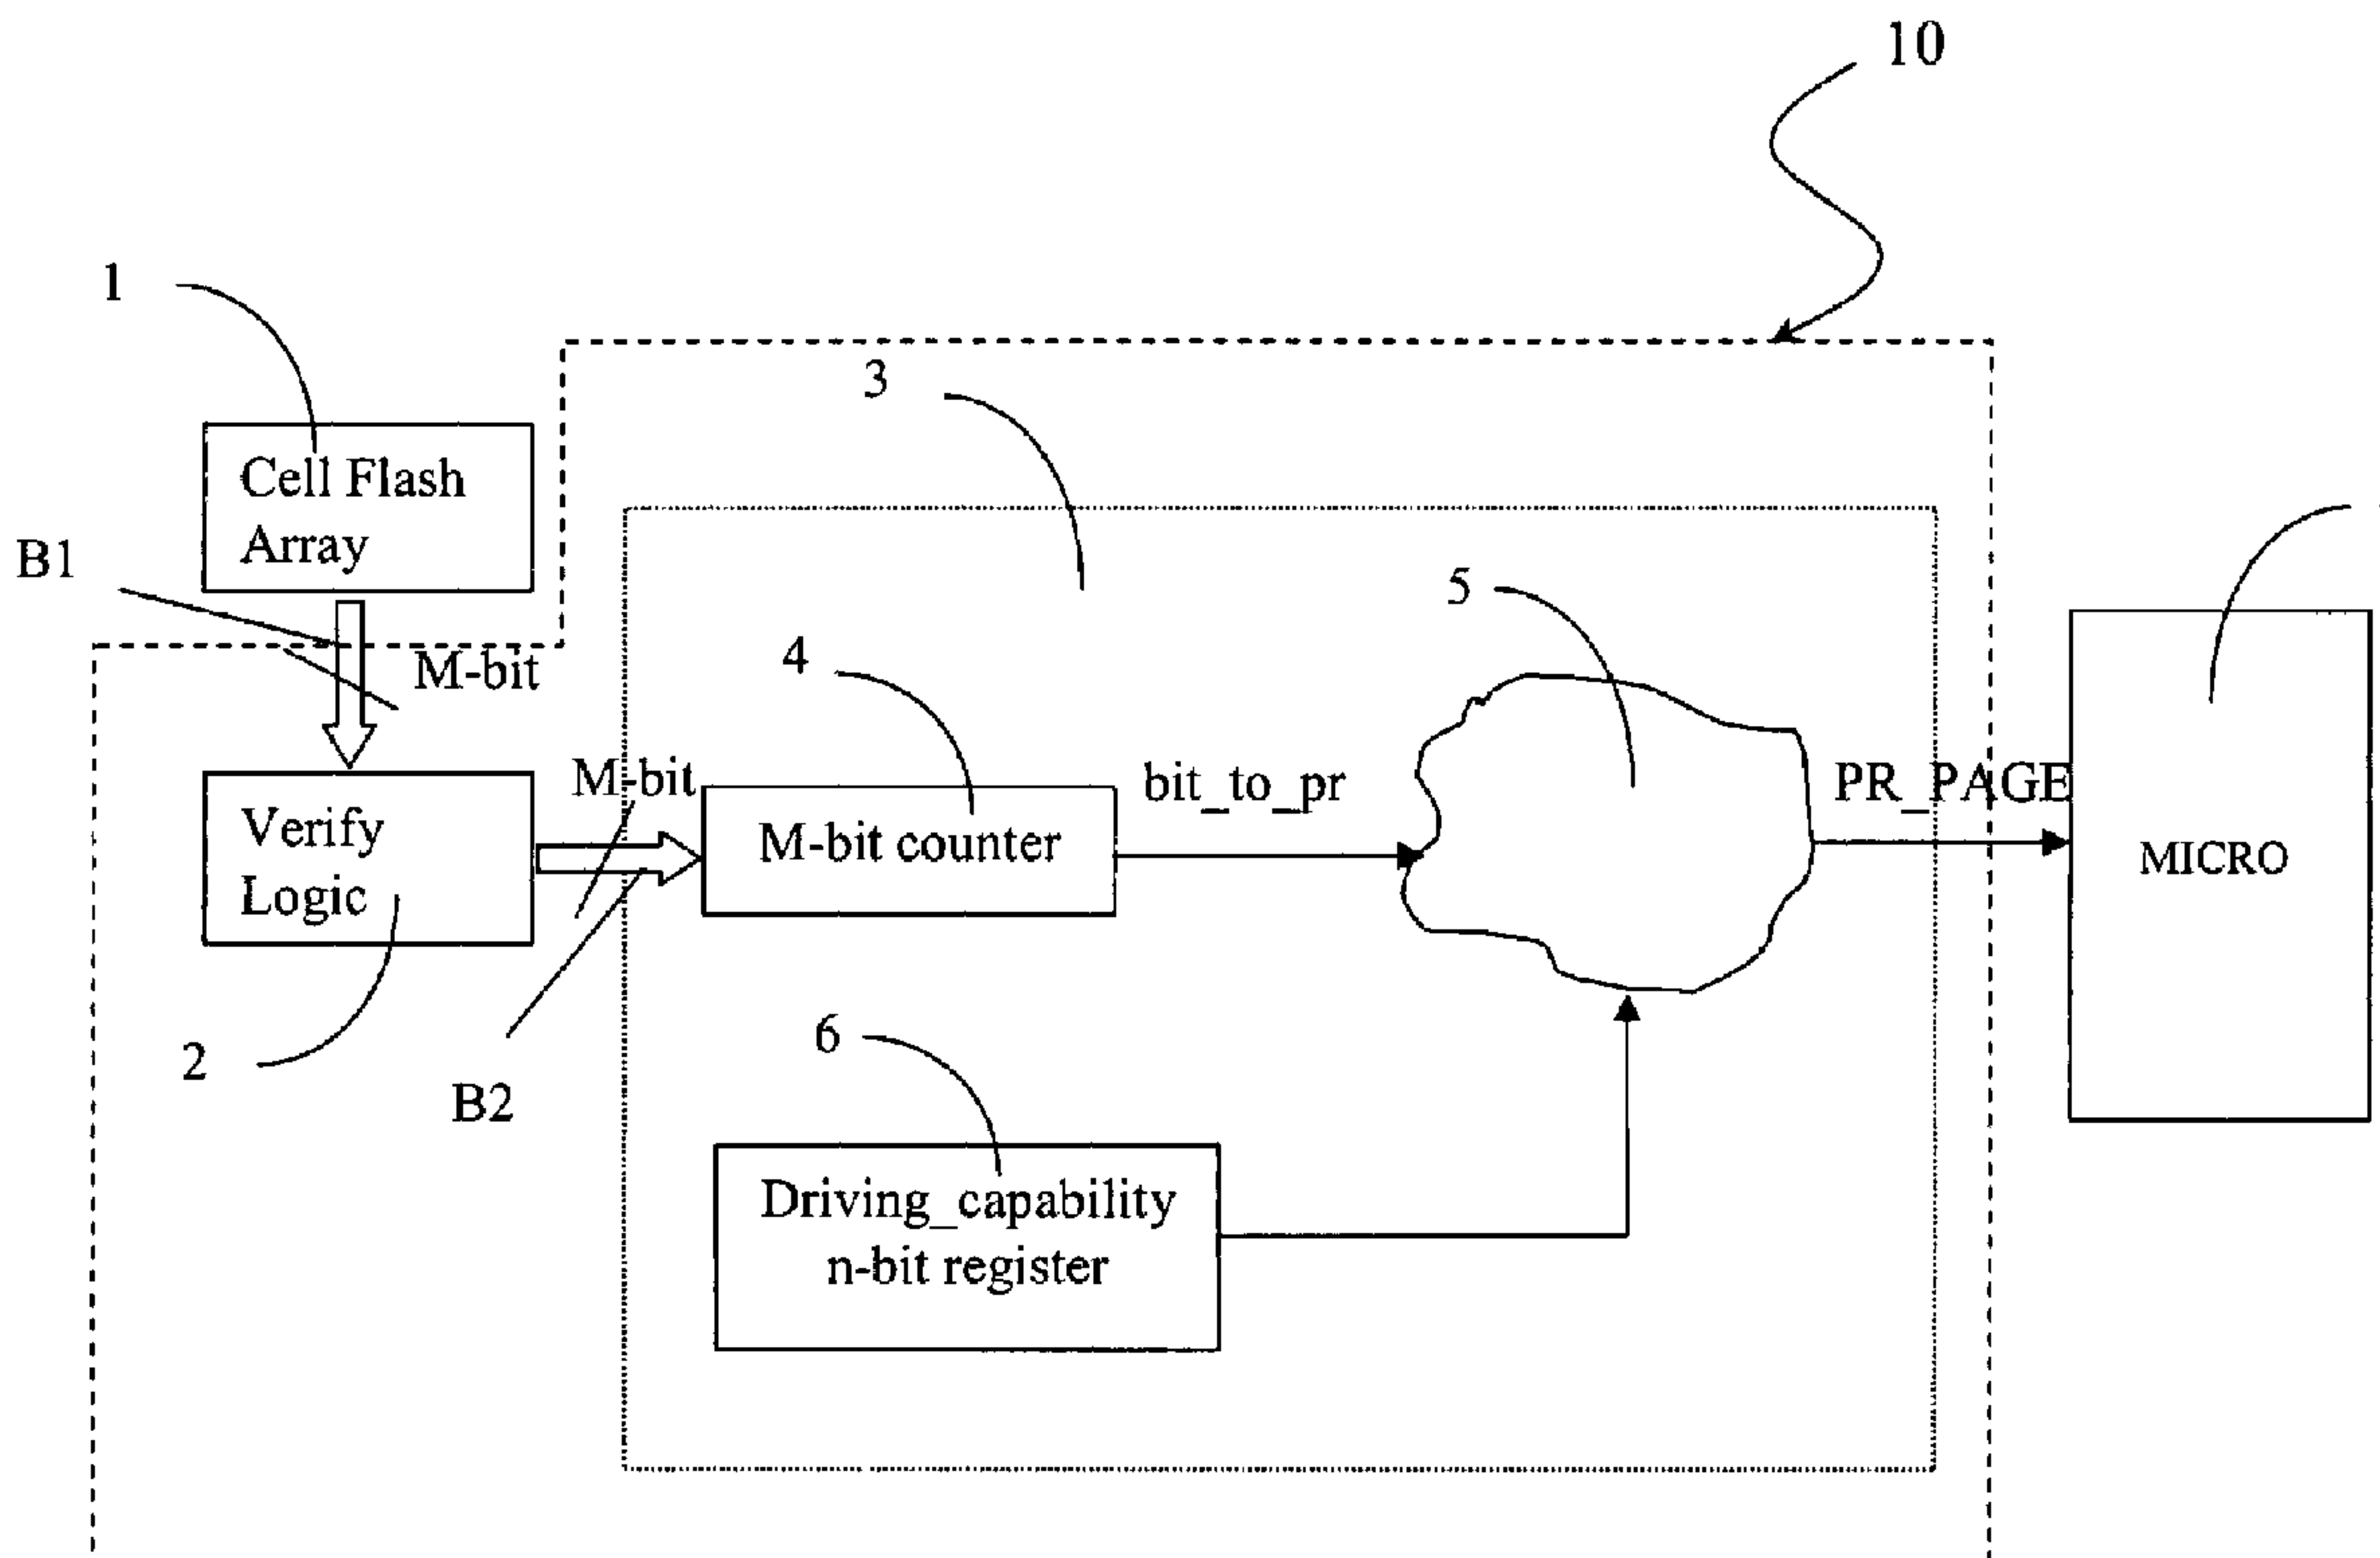 10
1
3
Cell Flash
Array
B1
5
M-bit
4
M-bit
bit_to_pr
PR_PAGE
Verify
Logic
M-bit counter
MICRO
2
6
B2
Driving_capability
n-bit register